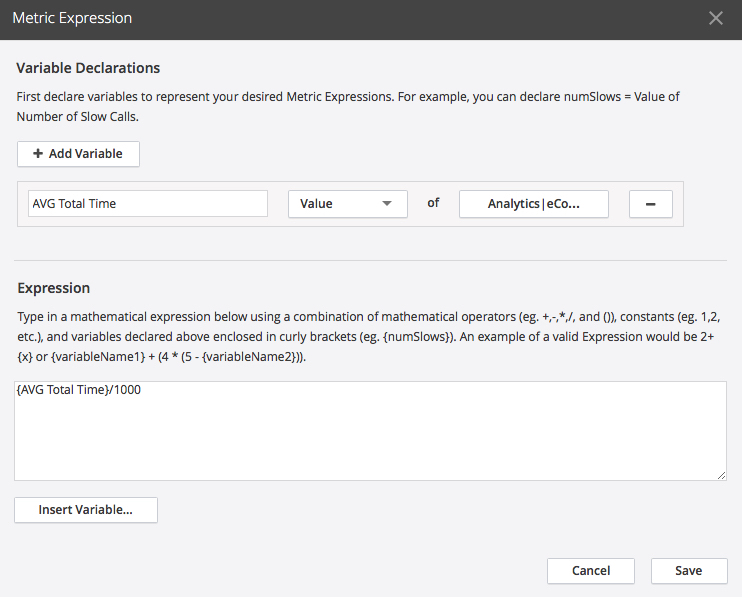 Metric Expression
Variable Declarations
First declare variables to represent your desired Metric Expressions. For example, you can declare numSlows = Value of
Number of Slow Calls.
+ Add Variable
AVG Total Time
Value
of
Analytics|eCo...
Expression
Type in a mathematical expression below using a combination of mathematical operators (eg. +,-,*,/, and ()), constants (eg. 1,2,
etc.), and variables declared above enclosed in curly brackets (eg. {numSlows}). An example of a valid Expression would be 2+
{x} or {variableName1} + (4 * (5 - {variableName2})).
{AVG Total Time}/1000
Insert Variable...
Cancel
Save